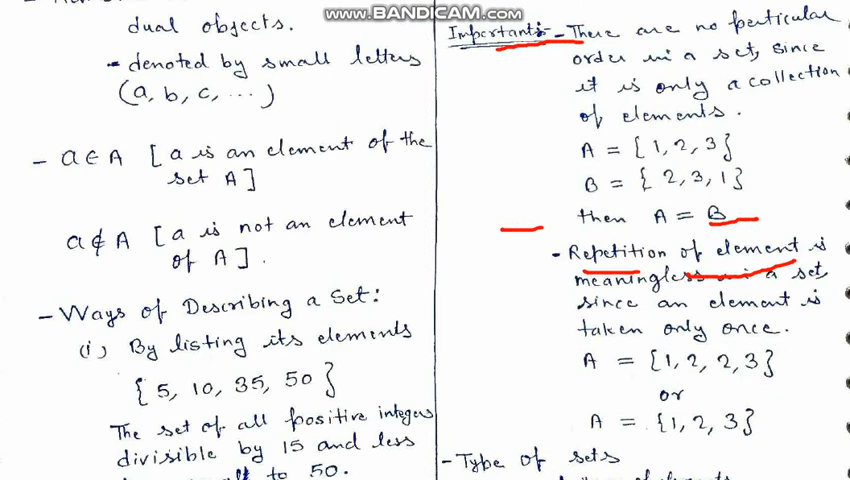 www.BANDICAM.com
dual objects.
- denoted by small letters
(a, b, c, ...)
- a ∈ A [a is an element of the
set A]
a ∉ A [a is not an element
of A].
- Ways of Describing a Set:
(i) By listing its elements
{5, 10, 35, 50}
The set of all positive integers
divisible by 15 and less
to 50.
Important:- There are no perticular
order in a set, since
it is only a collection
of elements.
A = {1, 2, 3}
B = {2, 3, 1}
then A = B
- Repetition of element is
meaningless in a set,
since an element is
taken only once.
A = {1, 2, 2, 3}
or
A = {1, 2, 3}
- Type of sets